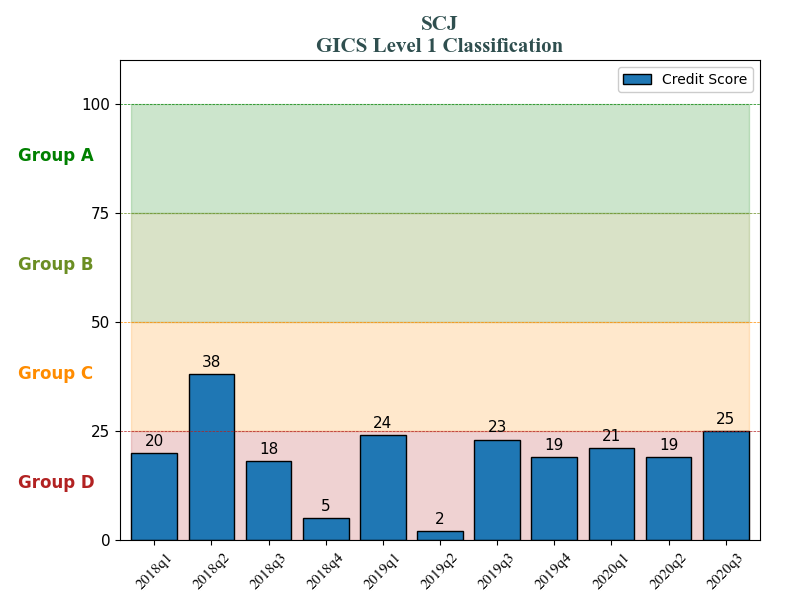 SCJ
GICS Level 1 Classification
Credit Score
100
Group A
75
Group B
50
Group C
25
Group D
0
20
38
18
5
24
2
23
19
21
19
25
2018q1
2018q2
2018q3
2018q4
2019q1
2019q2
2019q3
2019q4
2020q1
2020q2
2020q3